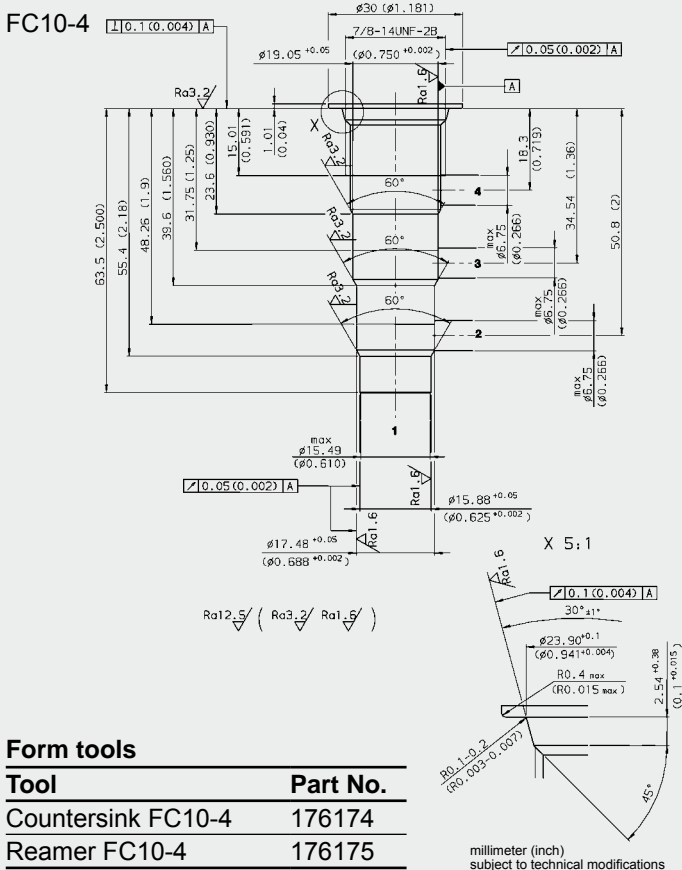 FC10-4
⊥ 0.1(0.004) A
ø30 (ø1.181)
7/8-14UNF-2B
ø19.05 +0.05 (ø0.750 +0.002)
↗ 0.05(0.002) A
A
Ra1.6
Ra3.2
X
63.5 (2.500)
55.4 (2.18)
48.26 (1.9)
39.6 (1.560)
31.75 (1.25)
23.6 (0.930)
15.01 (0.591)
1.01 (0.04)
18.3 (0.719)
34.54 (1.36)
50.8 (2)
Ra3.2
60°
4
max ø6.75 (ø0.266)
Ra3.2
60°
3
max ø6.75 (ø0.266)
Ra3.2
60°
2
max ø6.75 (ø0.266)
1
max
ø15.49
(ø0.610)
↗ 0.05(0.002) A
Ra1.6
ø15.88 +0.05
(ø0.625 +0.002)
Ra1.6
ø17.48 +0.05
(ø0.688 +0.002)
Ra12.5 ( Ra3.2 Ra1.6 )
X 5:1
Ra1.6
↗ 0.1(0.004) A
30° ±1°
ø23.90 +0.1
(ø0.941 +0.004)
R0.4 max
(R0.015 max)
2.54 +0.38
(0.1 +0.015)
R0.1-0.2
(R0.003-0.007)
45°
Form tools
Tool Part No.
Countersink FC10-4 176174
Reamer FC10-4 176175
millimeter (inch)
subject to technical modifications